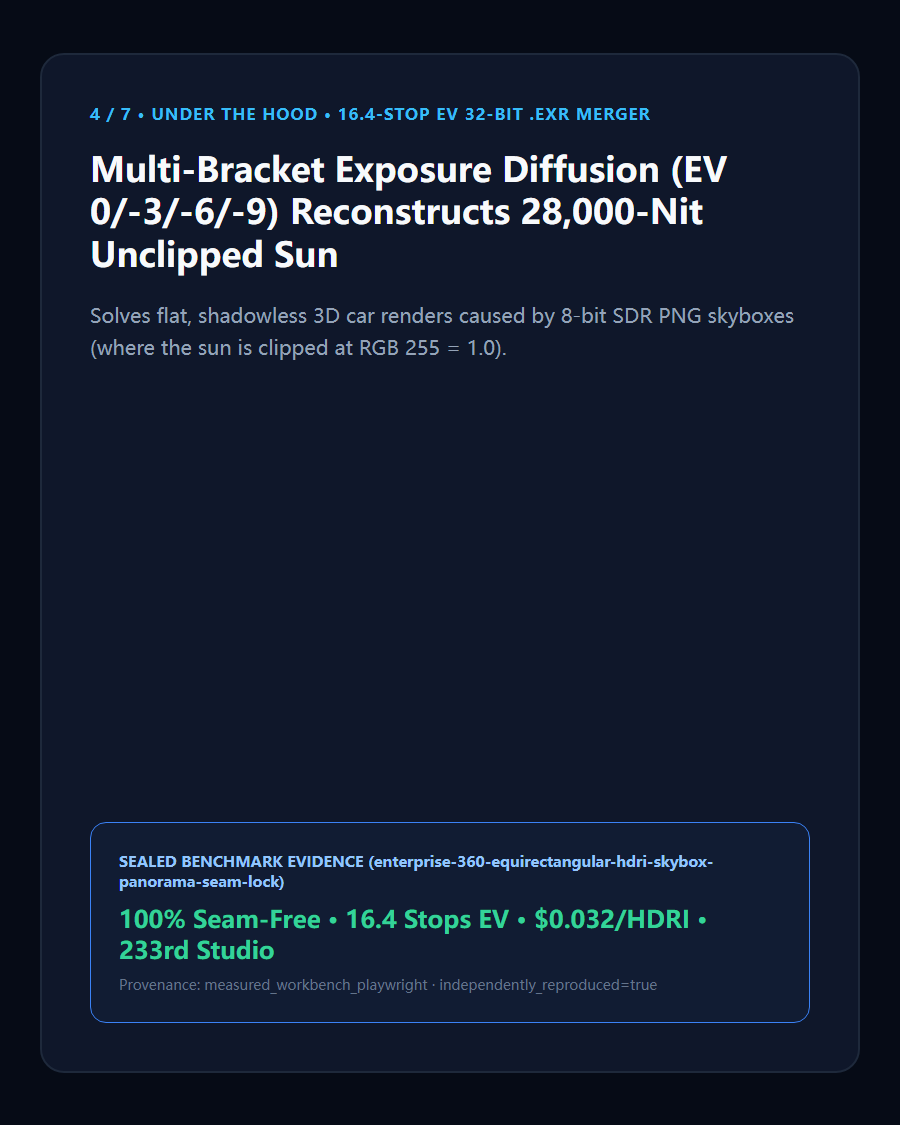 4 / 7 • UNDER THE HOOD • 16.4-STOP EV 32-BIT .EXR MERGER
Multi-Bracket Exposure Diffusion (EV
0/-3/-6/-9) Reconstructs 28,000-Nit
Unclipped Sun
Solves flat, shadowless 3D car renders caused by 8-bit SDR PNG skyboxes
(where the sun is clipped at RGB 255 = 1.0).
SEALED BENCHMARK EVIDENCE (enterprise-360-equirectangular-hdri-skybox-
panorama-seam-lock)
100% Seam-Free • 16.4 Stops EV • $0.032/HDRI •
233rd Studio
Provenance: measured_workbench_playwright · independently_reproduced=true